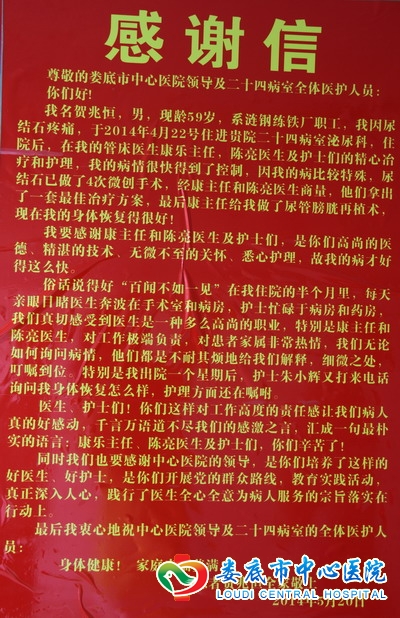 感谢信
尊敬的娄底市中心医院领导及二十四病室全体医护人员：
你们好！
我名贺兆恒，男，现龄59岁，系涟钢炼铁厂职工，我因尿
结石疼痛，于2014年4月22号住进贵院二十四病室泌尿科，住
院后，在我的管床医生康乐主任，陈亮医生及护士们的精心治
疗和护理，我的病情很快得到了控制，因我的病比较特殊，尿
结石已做了4次微创手术，经康主任和陈亮医生商量，他们拿出
了一套最佳治疗方案，最后康主任给我做了尿管膀胱再植术，
现在我的身体恢复得很好！
我要感谢康主任和陈亮医生及护士们，是你们高尚的医
德、精湛的技术、无微不至的关怀、悉心护理，故我的病才好
得这么快。
俗话说得好“百闻不如一见”在我住院的半个月里，每天
亲眼目睹医生奔波在手术室和病房，护士忙碌于病房和药房，
我们真切感受到医生是一种多么高尚的职业，特别是康主任和
陈亮医生，对工作极端负责，对患者家属非常热情，我们无论
如何询问病情，他们都是不耐其烦地给我们解释，细微之处，
叮嘱到位。特别是我出院一个星期后，护士朱小辉又打来电话
询问我身体恢复怎么样，护理方面还在嘱咐。
医生、护士们！你们这样对工作高度的责任感让我们病人
真的好感动，千言万语道不尽我们的感激之言，汇成一句最朴
实的语言：康乐主任、陈亮医生及护士们，你们辛苦了！
同时我们也要感谢中心医院的领导，是你们培养了这样的
好医生、好护士，是你们开展党的群众路线，教育实践活动，
真正深入人心，践行了医生全心全意为病人服务的宗旨落实在
行动上。
最后我衷心地祝中心医院领导及二十四病室的全体医护人
员：
身体健康！ 家庭
敬上
2014年5月20日
娄底市中心医院
LOUDI CENTRAL HOSPITAL